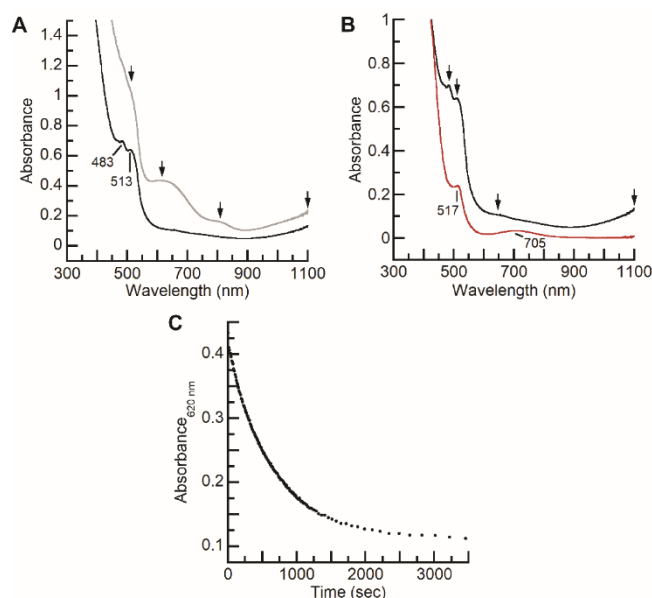 A
B
1.4
1.2
1
0.8
0.6
0.4
0.2
0
Absorbance
483
513
300 500 700 900 1100
Wavelength (nm)
1
0.8
0.6
0.4
0.2
0
Absorbance
517
705
300 500 700 900 1100
Wavelength (nm)
C
0.4
0.3
0.2
0.1
Absorbance620 nm
0 1000 2000 3000
Time (sec)